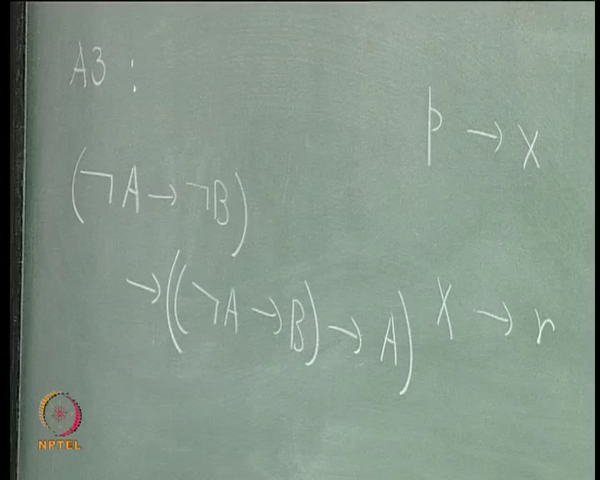 A3 :
p → X
(¬A → ¬B)
→ ((¬A → B) → A)
X → r
NPTEL